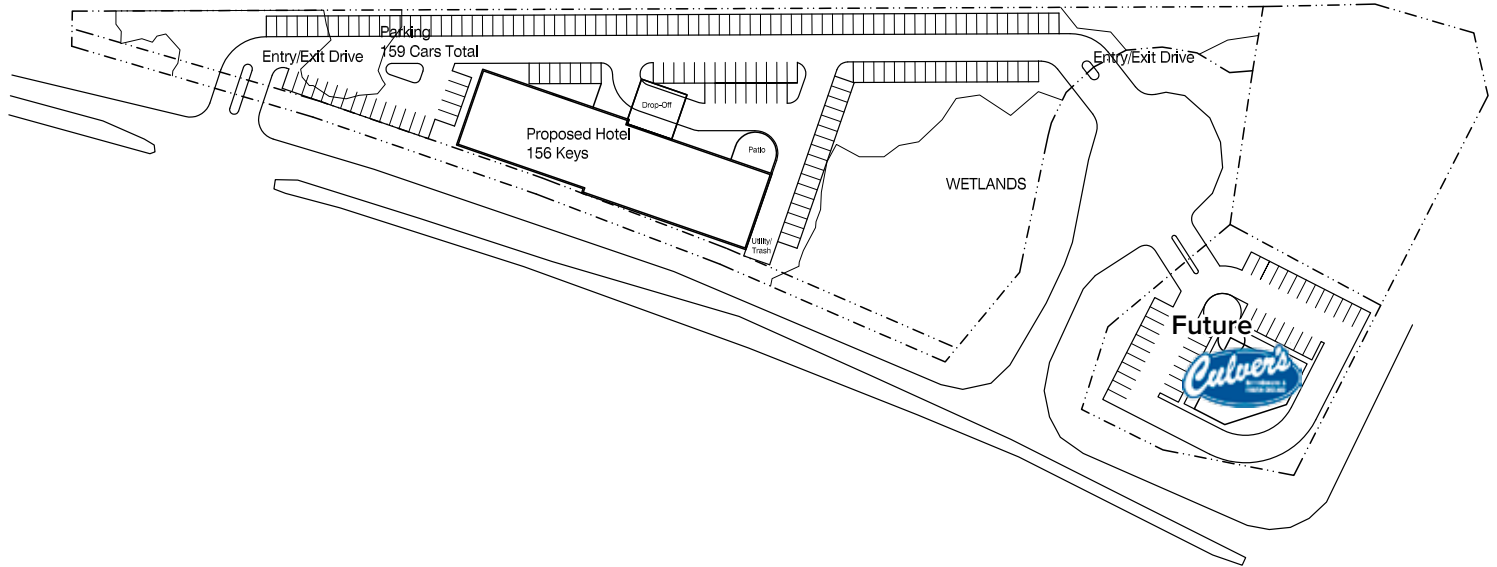 Parking
159 Cars Total
Entry/Exit Drive
Entry/Exit Drive
Drop-Off
Proposed Hotel
156 Keys
Patio
WETLANDS
Utility/
Trash
Future
Culver's